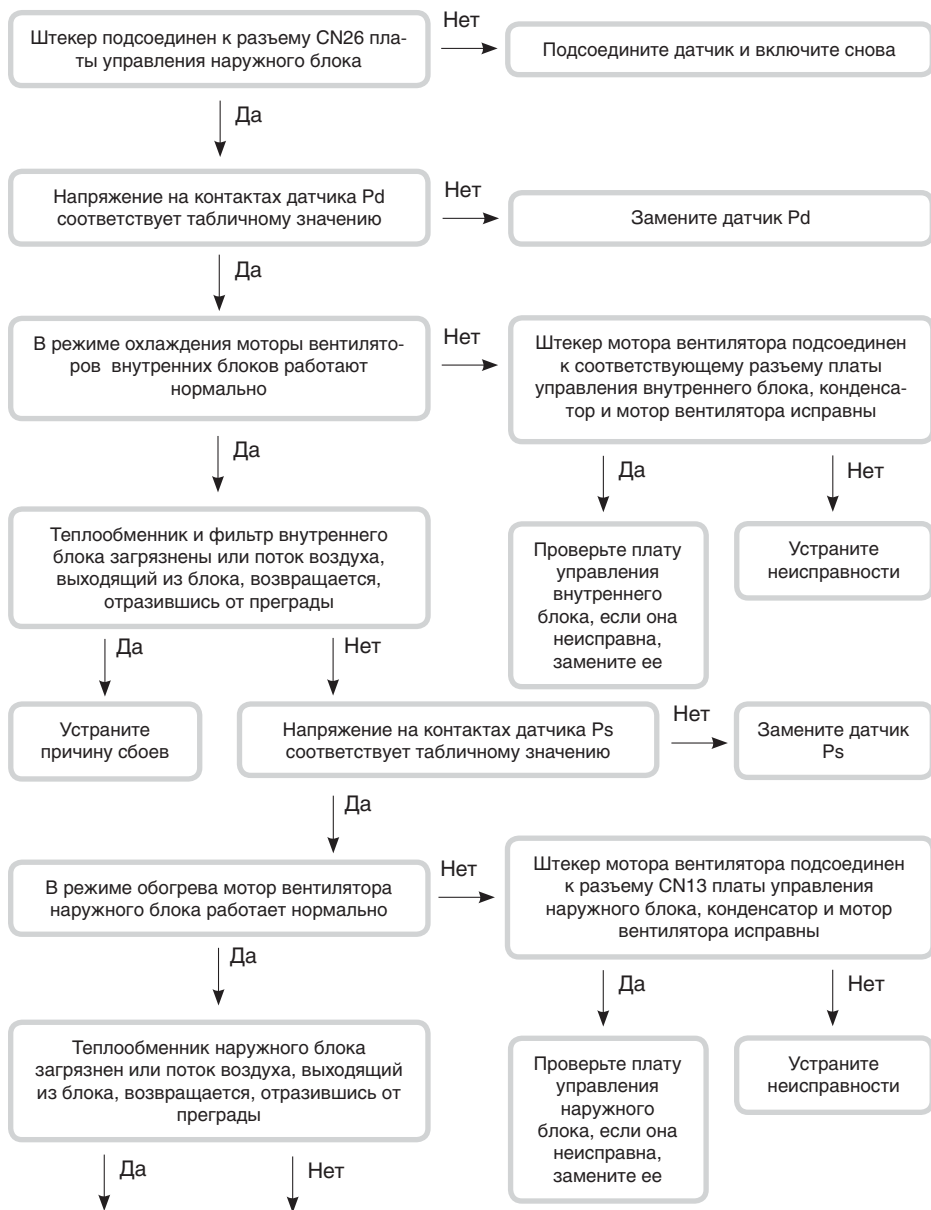 Штекер подсоединен к разъему CN26 пла-
ты управления наружного блока
Нет
Подсоедините датчик и включите снова
Да
Напряжение на контактах датчика Pd
соответствует табличному значению
Нет
Замените датчик Pd
Да
В режиме охлаждения моторы вентилято-
ров внутренних блоков работают
нормально
Нет
Штекер мотора вентилятора подсоединен
к соответствующему разъему платы
управления внутреннего блока, конденса-
тор и мотор вентилятора исправны
Да
Да
Нет
Теплообменник и фильтр внутреннего
блока загрязнены или поток воздуха,
выходящий из блока, возвращается,
отразившись от преграды
Проверьте плату
управления
внутреннего
блока, если она
неисправна,
замените ее
Устраните
неисправности
Да
Нет
Устраните
причину сбоев
Напряжение на контактах датчика Ps
соответствует табличному значению
Нет
Замените датчик
Ps
Да
В режиме обогрева мотор вентилятора
наружного блока работает нормально
Нет
Штекер мотора вентилятора подсоединен
к разъему CN13 платы управления
наружного блока, конденсатор и мотор
вентилятора исправны
Да
Да
Нет
Теплообменник наружного блока
загрязнен или поток воздуха, выходящий
из блока, возвращается, отразившись от
преграды
Проверьте плату
управления
наружного
блока, если она
неисправна,
замените ее
Устраните
неисправности
Да
Нет